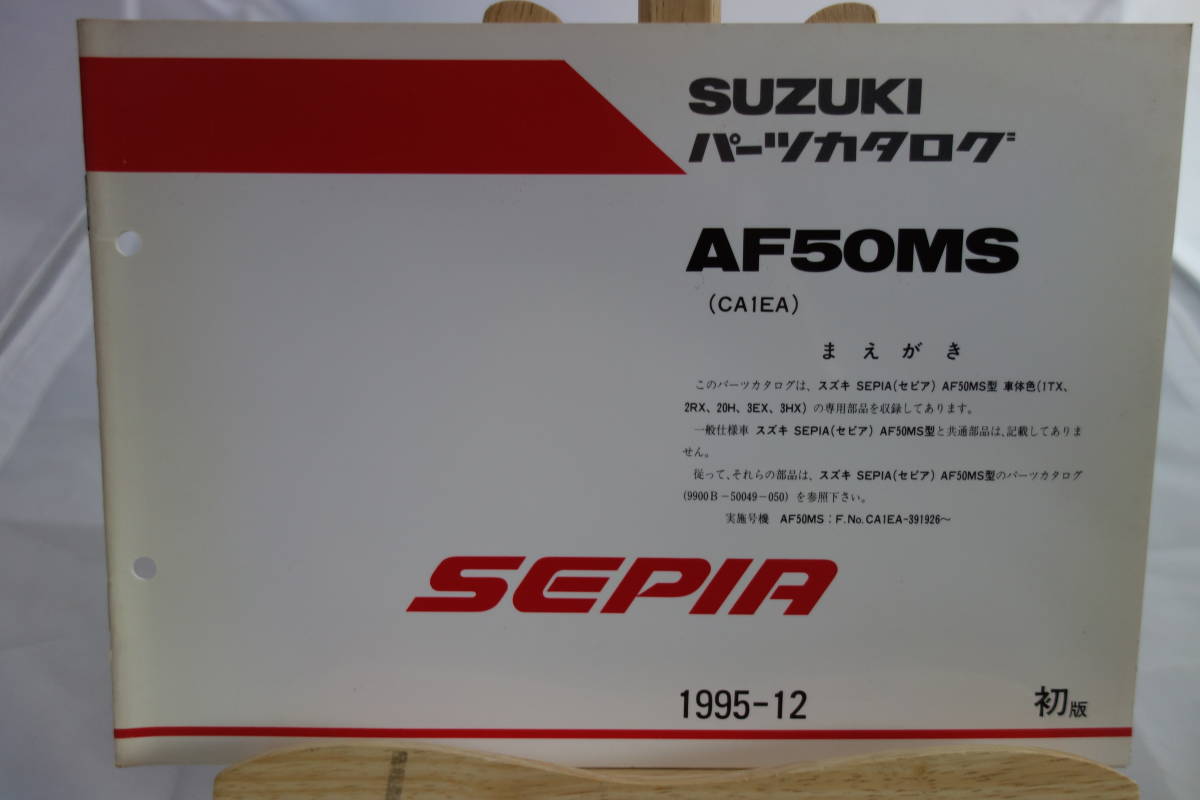 SUZUKI
パーツカタログ
AF50MS
(CA1EA)
まえがき
このパーツカタログは、スズキ SEPIA(セピア) AF50MS型 車体色(1TX、
2RX、20H、3EX、3HX) の専用部品を収録してあります。
一般仕様車 スズキ SEPIA(セピア) AF50MS型と共通部品は、記載してありま
せん。
従って、それらの部品は、スズキ SEPIA(セピア) AF50MS型のパーツカタログ
(9900B-50049-050) を参照下さい。
実施号機 AF50MS : F.No.CA1EA-391926～
SEPIA
1995-12 初版